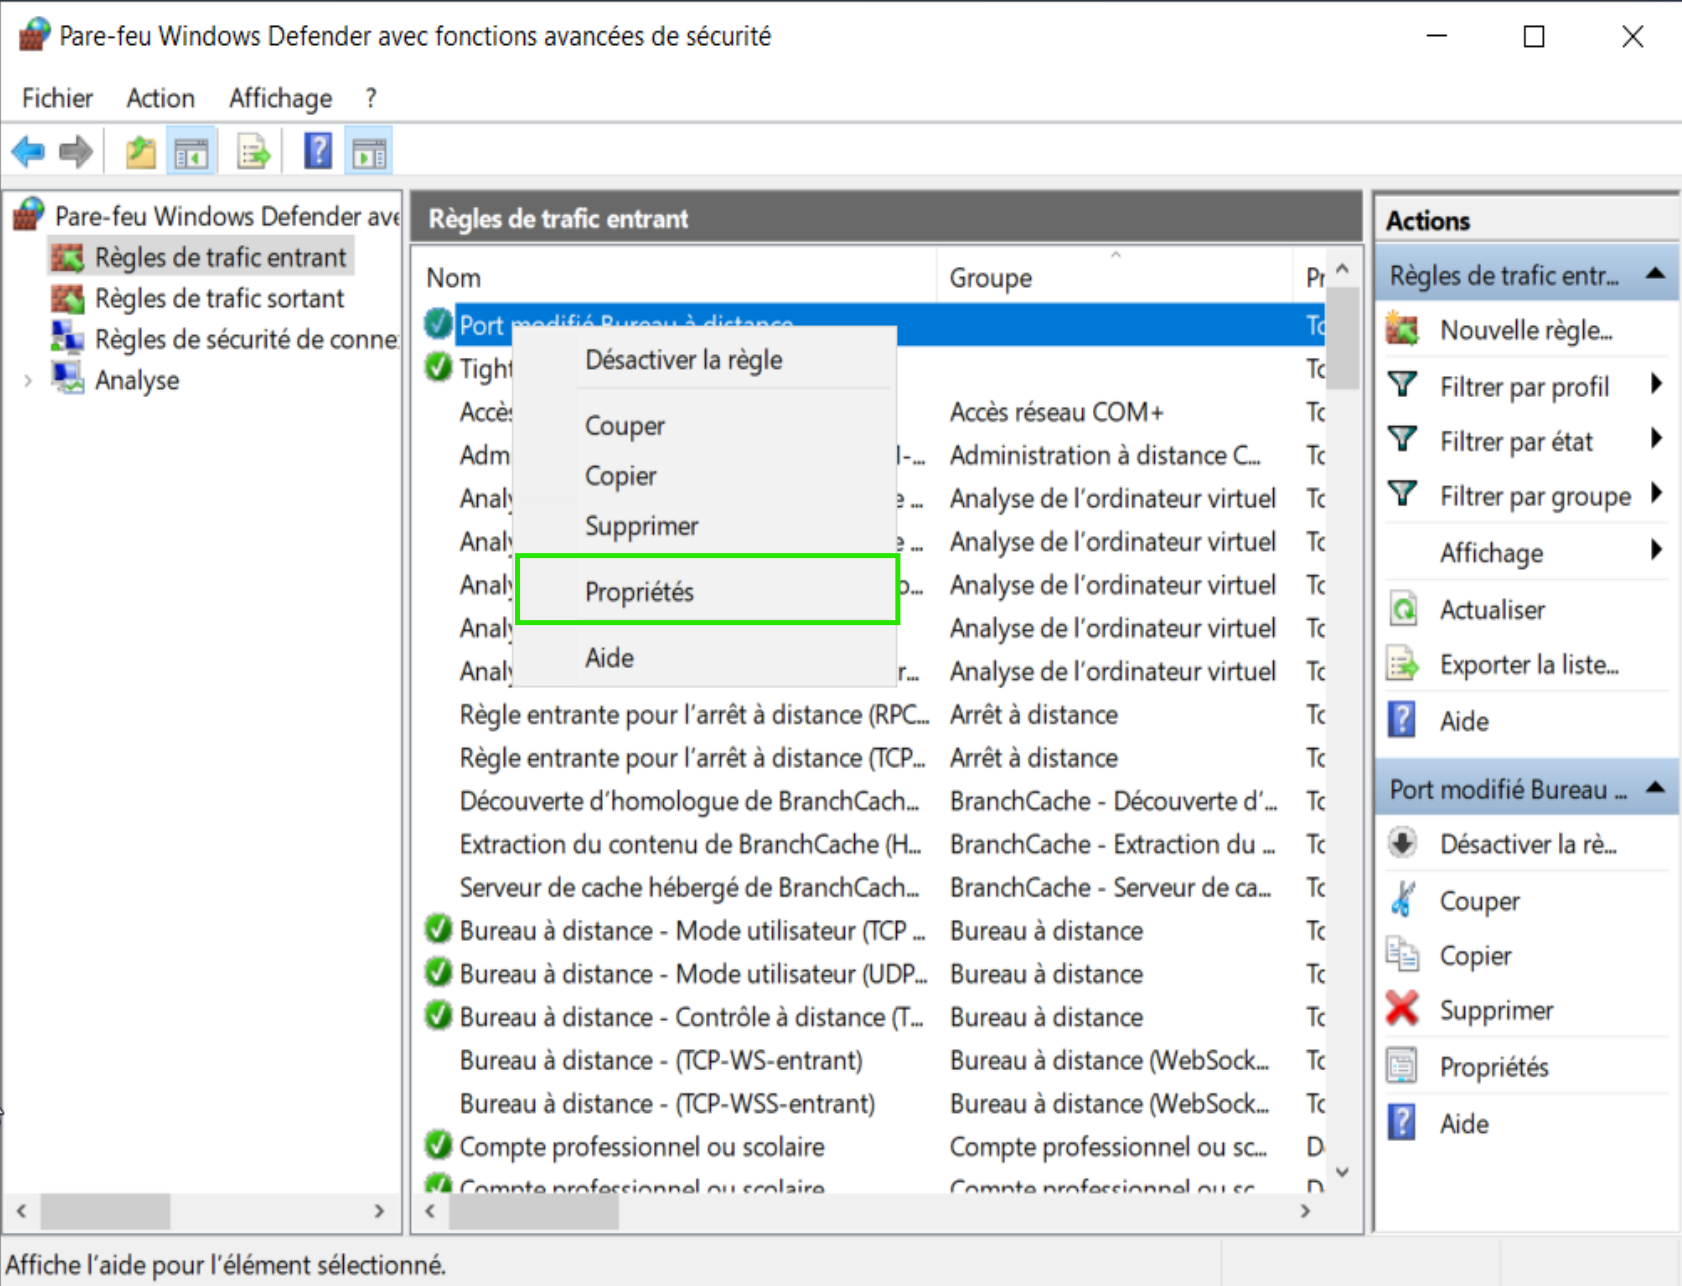 Pare-feu Windows Defender avec fonctions avancées de sécurité
Fichier Action Affichage ?
Pare-feu Windows Defender ave
Règles de trafic entrant
Règles de trafic sortant
Règles de sécurité de conne
Analyse
Règles de trafic entrant
Nom Groupe Pr
Port modifié Bureau à distance To
Tight To
Accès Accès réseau COM+ To
Adm I-... Administration à distance C... To
Analy e ... Analyse de l'ordinateur virtuel To
Analy e ... Analyse de l'ordinateur virtuel To
Analy o... Analyse de l'ordinateur virtuel To
Analy Analyse de l'ordinateur virtuel To
Analy r... Analyse de l'ordinateur virtuel To
Règle entrante pour l'arrêt à distance (RPC... Arrêt à distance To
Règle entrante pour l'arrêt à distance (TCP... Arrêt à distance To
Découverte d'homologue de BranchCach... BranchCache - Découverte d'... To
Extraction du contenu de BranchCache (H... BranchCache - Extraction du ... To
Serveur de cache hébergé de BranchCach... BranchCache - Serveur de ca... To
Bureau à distance - Mode utilisateur (TCP ... Bureau à distance To
Bureau à distance - Mode utilisateur (UDP... Bureau à distance To
Bureau à distance - Contrôle à distance (T... Bureau à distance To
Bureau à distance - (TCP-WS-entrant) Bureau à distance (WebSock... To
Bureau à distance - (TCP-WSS-entrant) Bureau à distance (WebSock... To
Compte professionnel ou scolaire Compte professionnel ou sc... D
Compte professionnel ou scolaire Compte professionnel ou sc... D
Désactiver la règle
Couper
Copier
Supprimer
Propriétés
Aide
Actions
Règles de trafic entr...
Nouvelle règle...
Filtrer par profil
Filtrer par état
Filtrer par groupe
Affichage
Actualiser
Exporter la liste...
Aide
Port modifié Bureau ...
Désactiver la rè...
Couper
Copier
Supprimer
Propriétés
Aide
Affiche l'aide pour l'élément sélectionné.